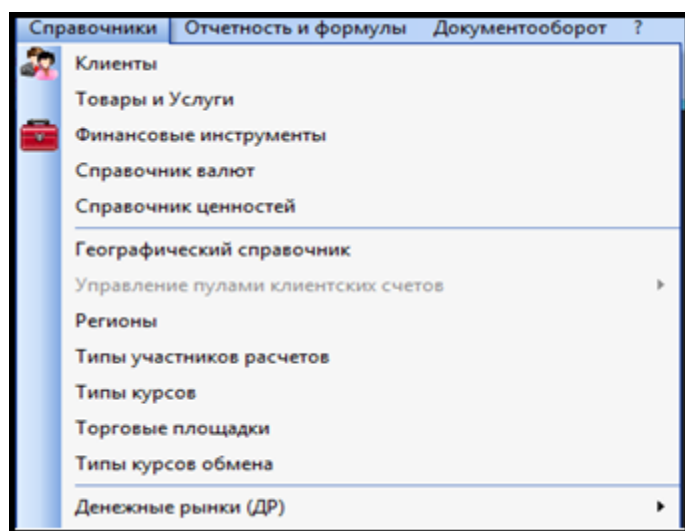 Справочники Отчетность и формулы Документооборот ?
Клиенты
Товары и Услуги
Финансовые инструменты
Справочник валют
Справочник ценностей
Географический справочник
Управление пулами клиентских счетов
Регионы
Типы участников расчетов
Типы курсов
Торговые площадки
Типы курсов обмена
Денежные рынки (ДР)